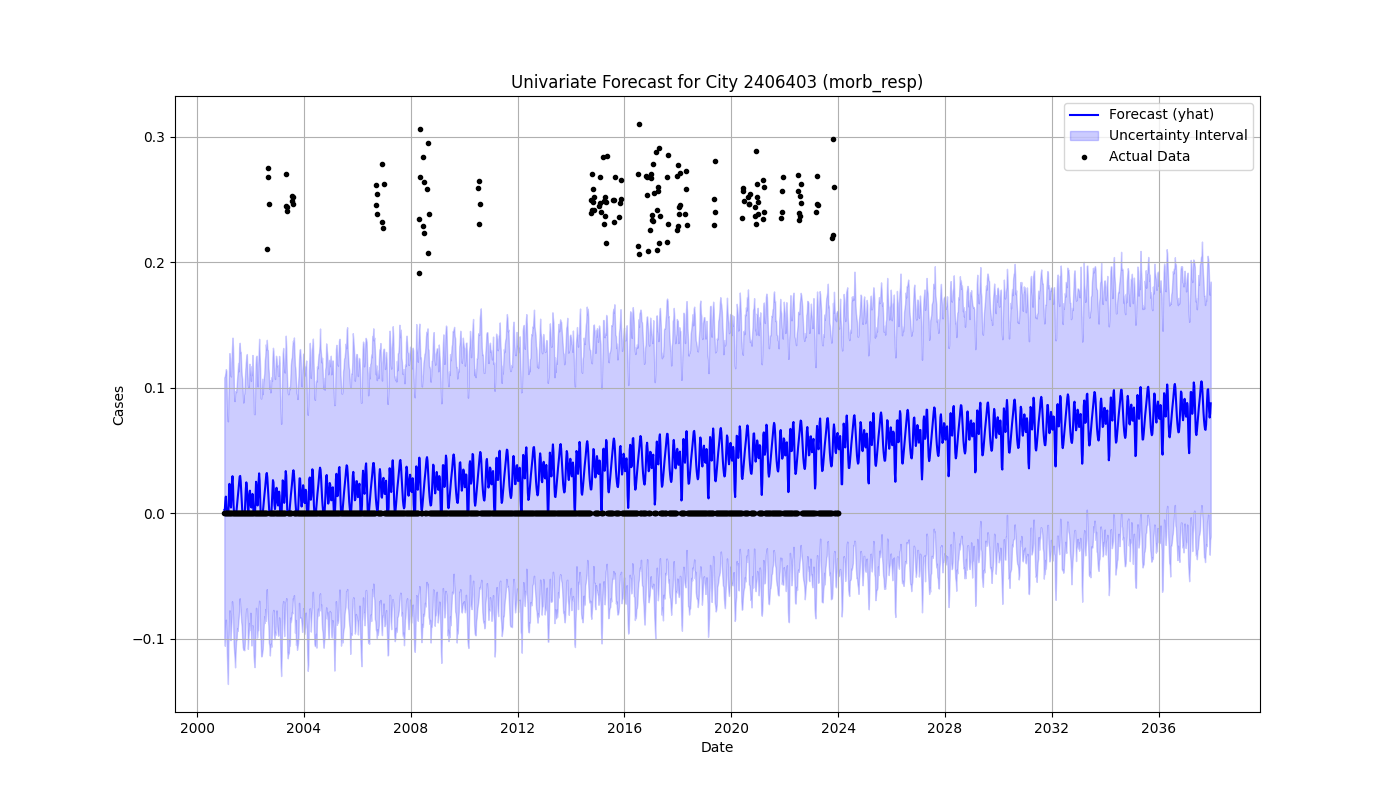 Univariate Forecast for City 2406403 (morb_resp)
Forecast (yhat)
Uncertainty Interval
Actual Data
Cases
0.3
0.2
0.1
0.0
−0.1
2000 2004 2008 2012 2016 2020 2024 2028 2032 2036
Date